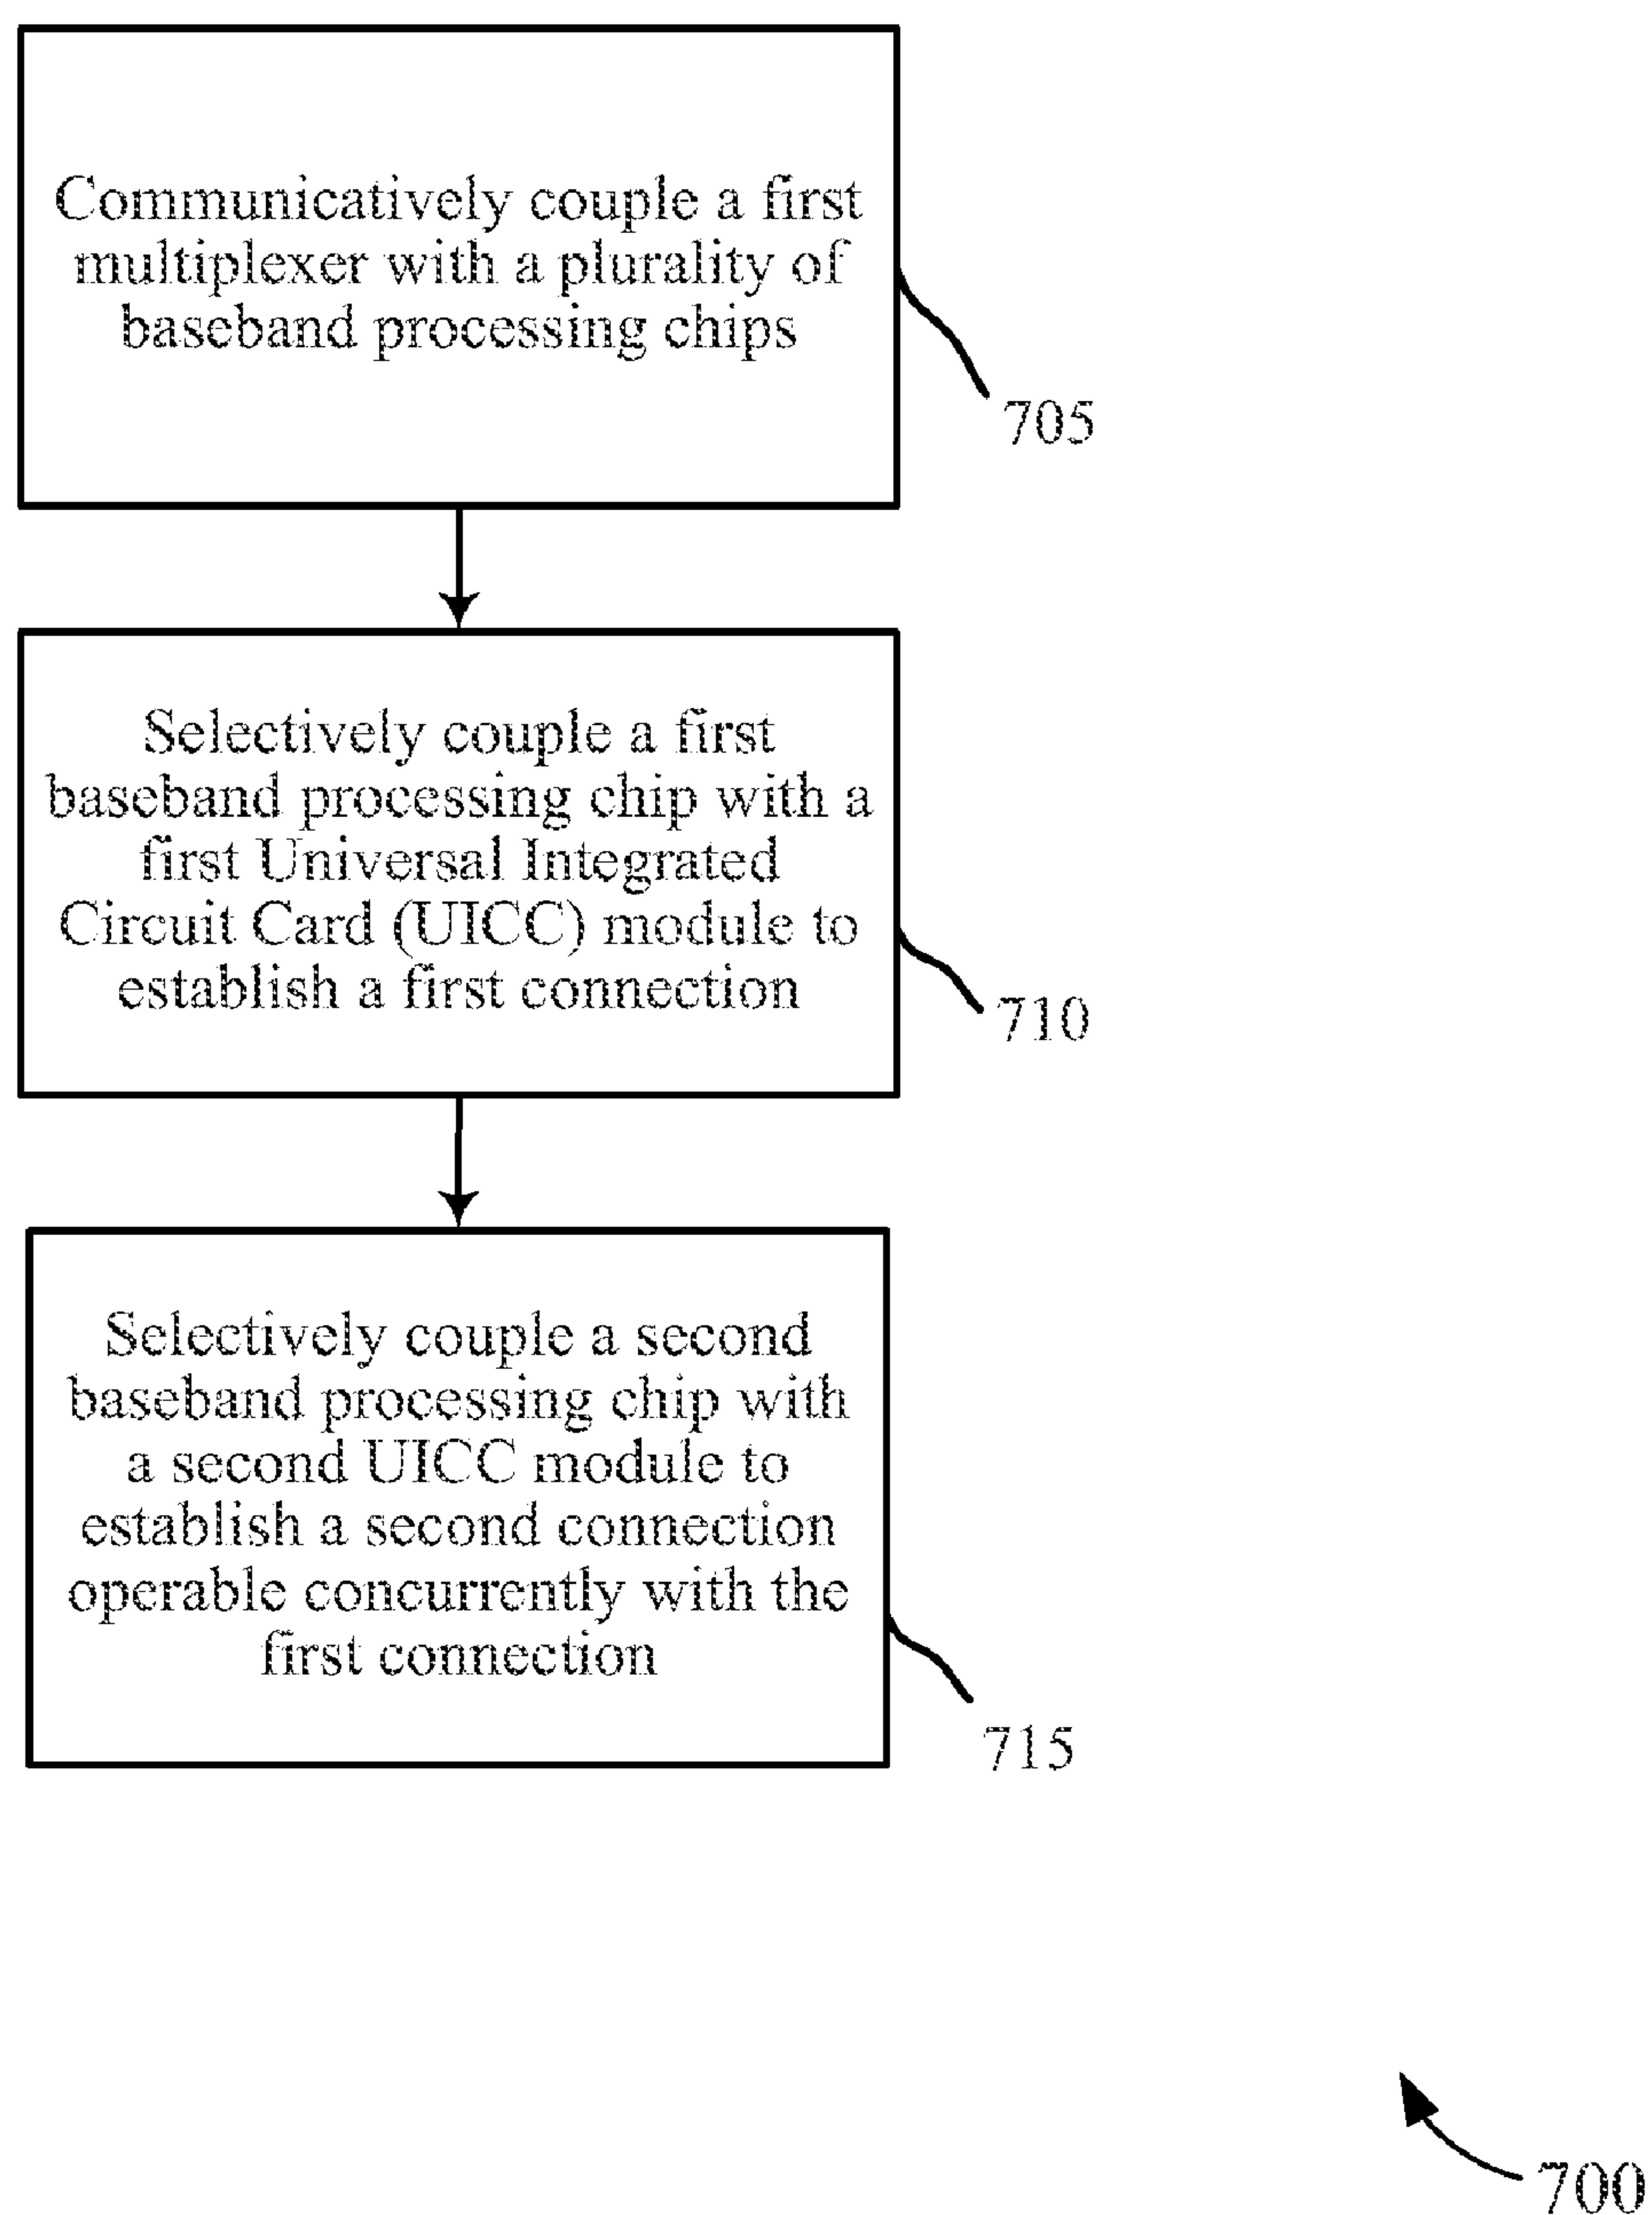 Communicatively couple a first
multiplexer with a plurality of
baseband processing chips
705
Selectively couple a first
baseband processing chip with a
first Universal Integrated
Circuit Card (UICC) module to
establish a first connection
710
Selectively couple a second
baseband processing chip with
a second UICC module to
establish a second connection
operable concurrently with the
first connection
715
700